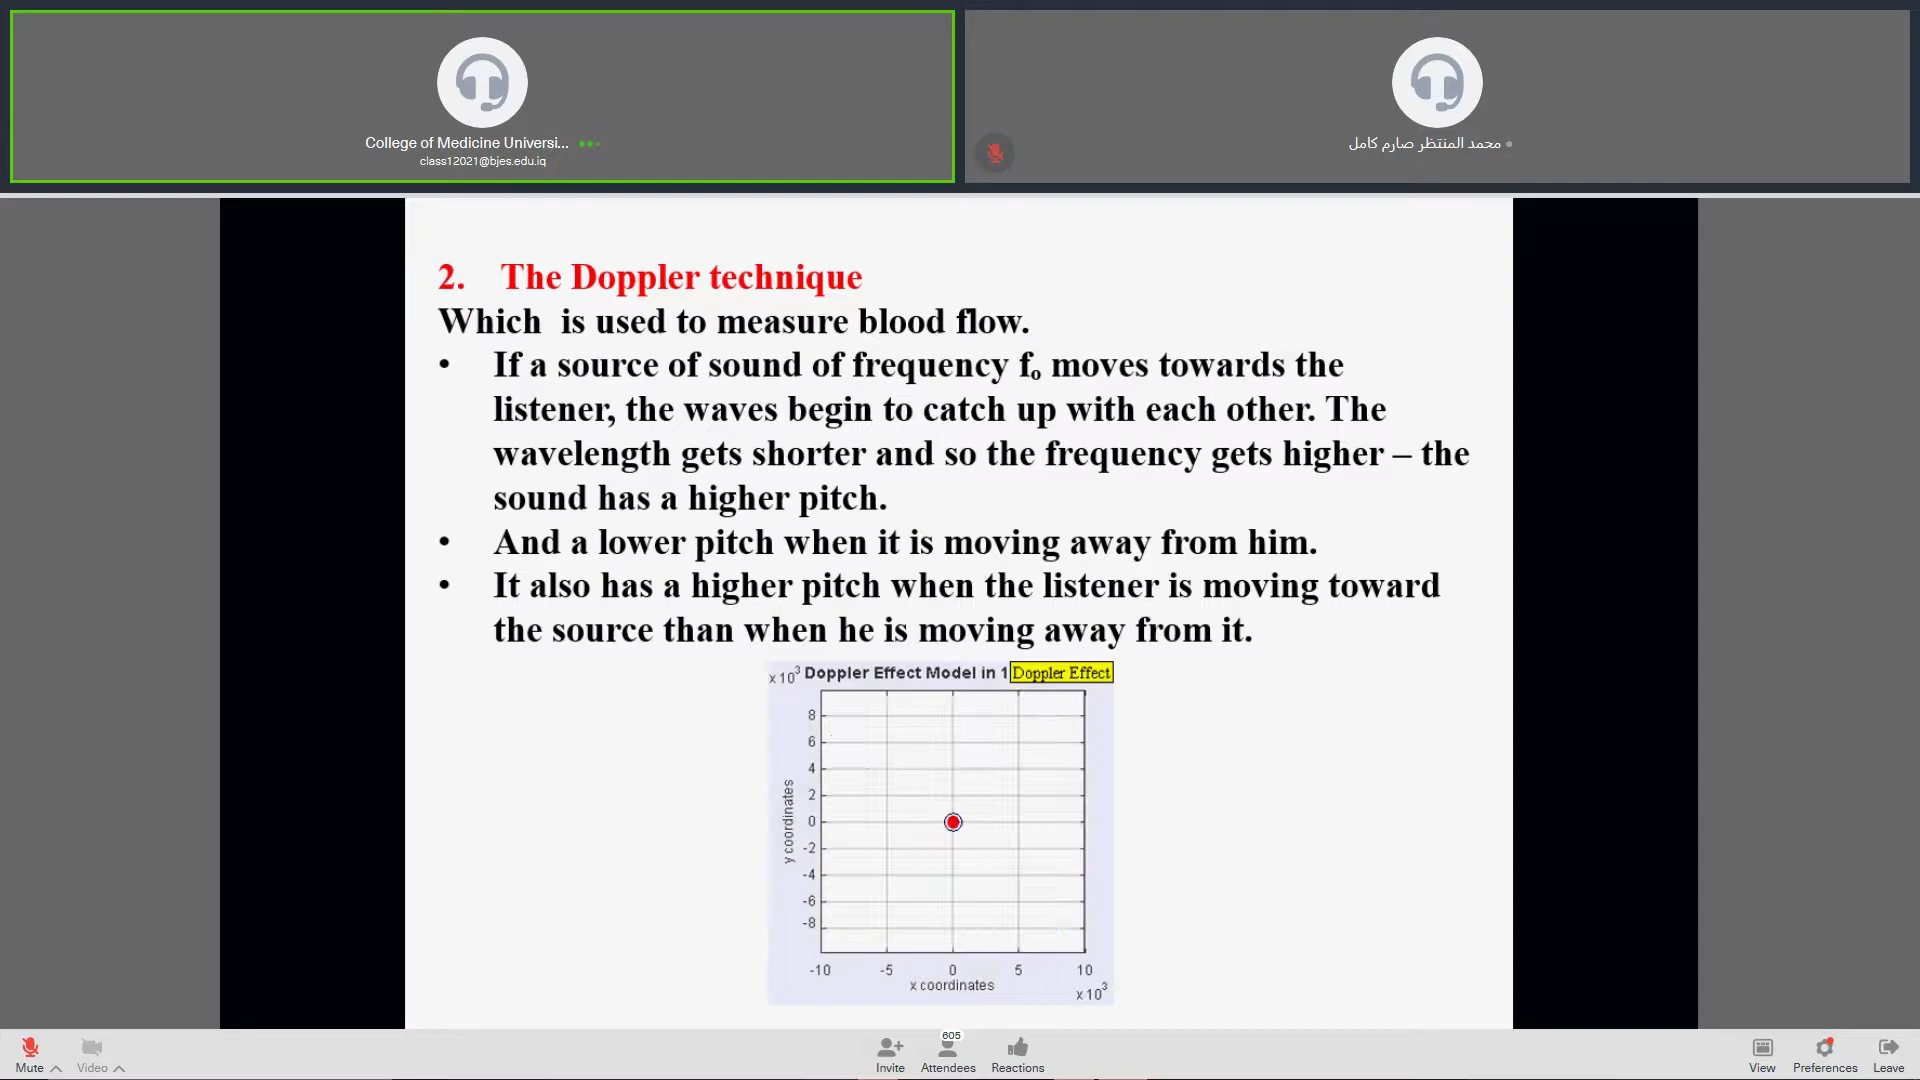 College of Medicine Universi...
class12021@bjes.edu.iq
محمد المنتظر صارم كامل
2. The Doppler technique
Which is used to measure blood flow.
• If a source of sound of frequency fₒ moves towards the
listener, the waves begin to catch up with each other. The
wavelength gets shorter and so the frequency gets higher – the
sound has a higher pitch.
• And a lower pitch when it is moving away from him.
• It also has a higher pitch when the listener is moving toward
the source than when he is moving away from it.
x 10³ Doppler Effect Model in 1 Doppler Effect
8
6
4
2
0
-2
-4
-6
-8
y coordinates
-10 -5 0 5 10
x coordinates
x 10³
605
Mute Video Invite Attendees Reactions View Preferences Leave